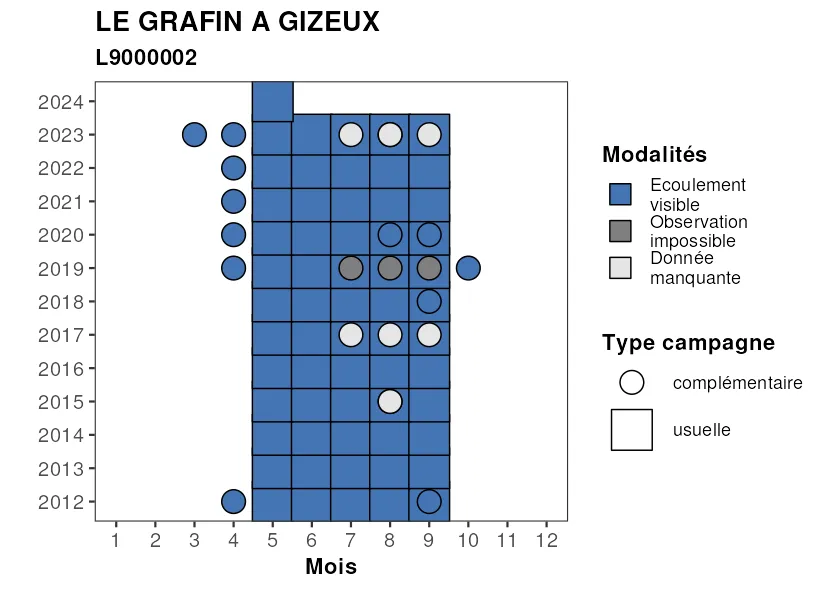 LE GRAFIN A GIZEUX
L9000002
2024
2023
2022
2021
2020
2019
2018
2017
2016
2015
2014
2013
2012
1 2 3 4 5 6 7 8 9 10 11 12
Mois
Modalités
Ecoulement
visible
Observation
impossible
Donnée
manquante
Type campagne
complémentaire
usuelle